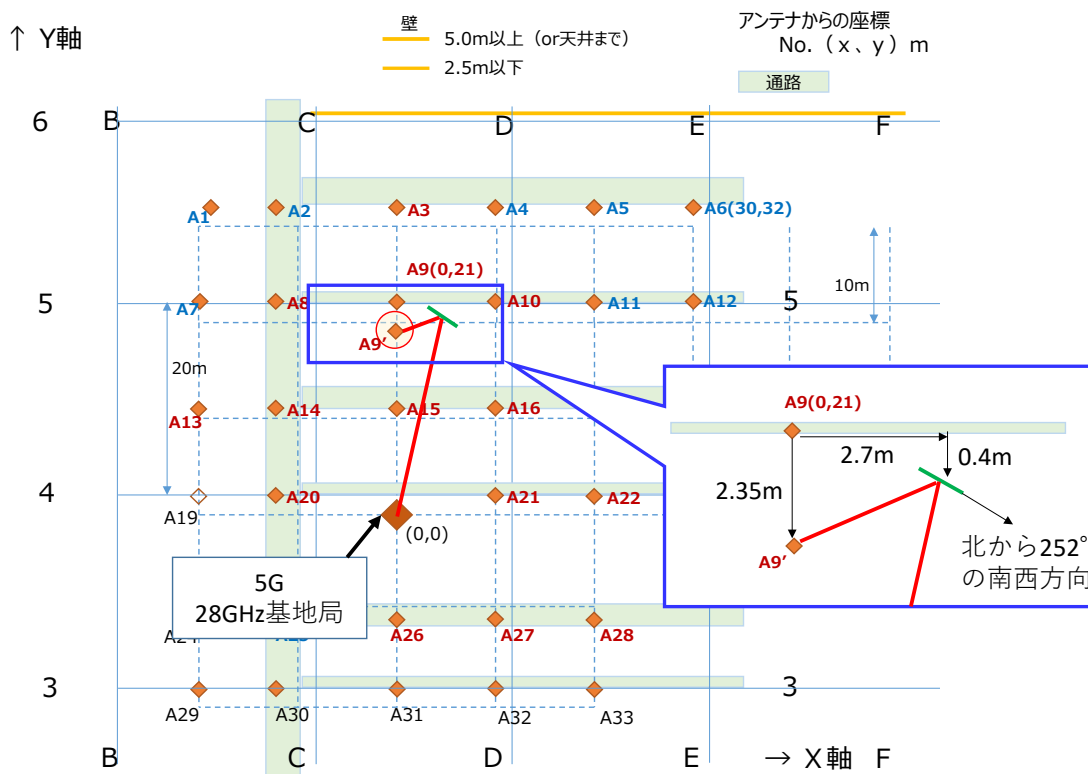 ↑ Y軸
壁
5.0m以上（or天井まで）
2.5m以下
アンテナからの座標
No.（x、y）m
通路
6
B
C
D
E
F
A1
A2
A3
A4
A5
A6(30,32)
A9(0,21)
10m
5
A7
A8
A10
A11
A12
5
A9’
20m
A13
A14
A15
A16
A9(0,21)
2.7m
0.4m
2.35m
A9’
北から252°
の南西方向
4
A19
A20
A21
A22
(0,0)
5G
28GHz基地局
A26
A27
A28
3
3
A29
A30
A31
A32
A33
B
C
D
E
→ X軸
F